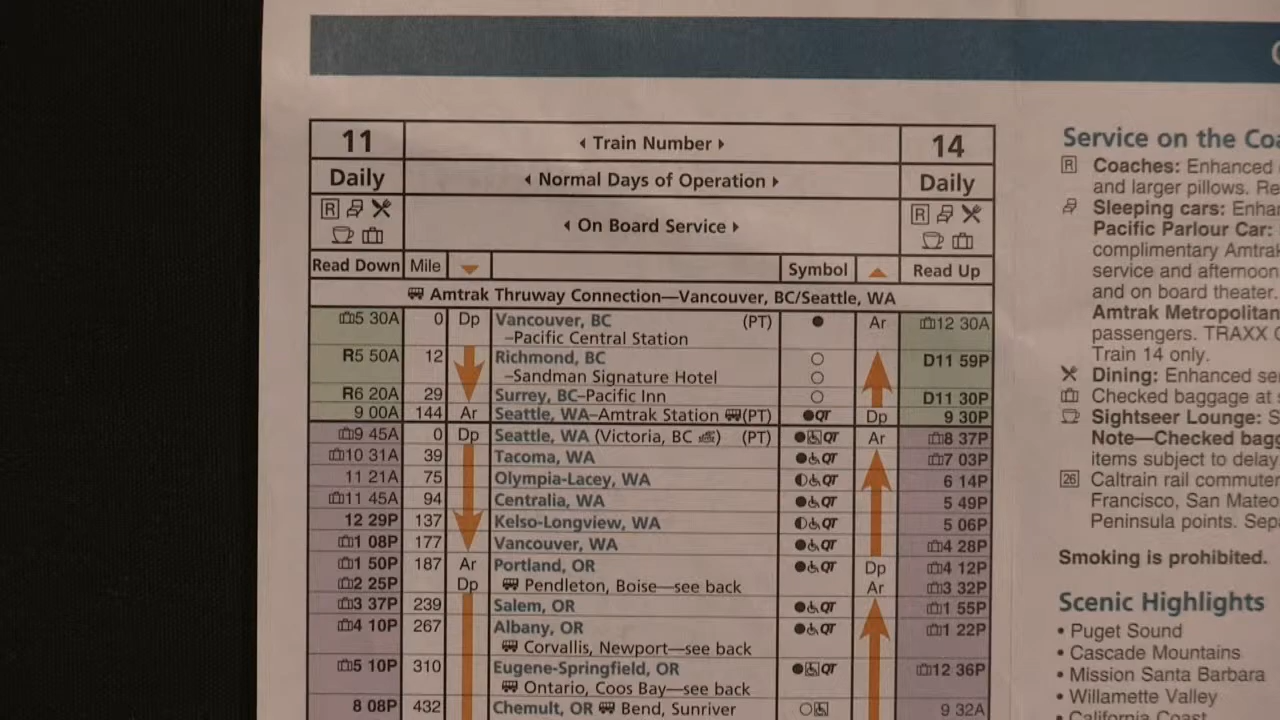 11 Train Number 14
Daily Normal Days of Operation Daily
R On Board Service R
Read Down Mile Symbol Read Up
Amtrak Thruway Connection—Vancouver, BC/Seattle, WA
5 30A 0 Dp Vancouver, BC (PT) Ar 12 30A
–Pacific Central Station
R5 50A 12 Richmond, BC D11 59P
–Sandman Signature Hotel
R6 20A 29 Surrey, BC–Pacific Inn D11 30P
9 00A 144 Ar Seattle, WA–Amtrak Station (PT) QT Dp 9 30P
9 45A 0 Dp Seattle, WA (Victoria, BC ) (PT) QT Ar 8 37P
10 31A 39 Tacoma, WA QT 7 03P
11 21A 75 Olympia-Lacey, WA QT 6 14P
11 45A 94 Centralia, WA QT 5 49P
12 29P 137 Kelso-Longview, WA QT 5 06P
1 08P 177 Vancouver, WA QT 4 28P
1 50P 187 Ar Portland, OR QT Dp 4 12P
2 25P Dp Pendleton, Boise—see back Ar 3 32P
3 37P 239 Salem, OR QT 1 55P
4 10P 267 Albany, OR QT 1 22P
Corvallis, Newport—see back
5 10P 310 Eugene-Springfield, OR QT 12 36P
Ontario, Coos Bay—see back
8 08P 432 Chemult, OR Bend, Sunriver 9 32A
Service on the
R Coaches: Enhanced
and larger pillows.
Sleeping cars:
Pacific Parlour Car:
complimentary
service and afternoon
and on board theater.
Amtrak Metropolitan
passengers. TRAXX
Train 14 only.
Dining: Enhanced
Checked baggage at
Sightseer Lounge:
Note—Checked
items subject to delay
26 Caltrain rail commuter
Francisco, San Mateo
Peninsula points.
Smoking is prohibited.
Scenic Highlights
• Puget Sound
• Cascade Mountains
• Mission Santa Barbara
• Willamette Valley
• California Coast